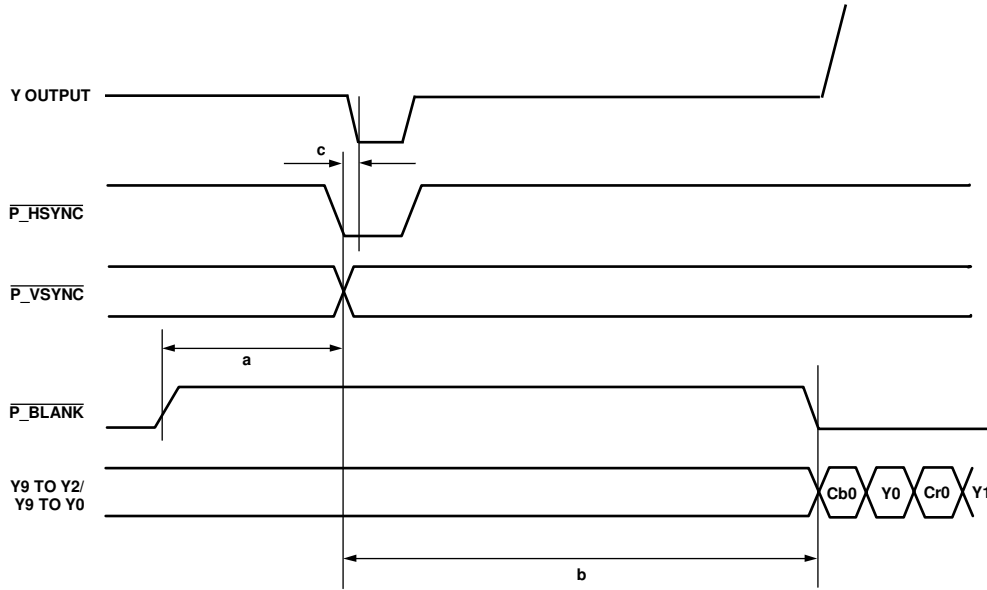 Y OUTPUT
c
P_HSYNC
P_VSYNC
a
P_BLANK
Y9 TO Y2/
Y9 TO Y0
Cb0 Y0 Cr0 Y1
b